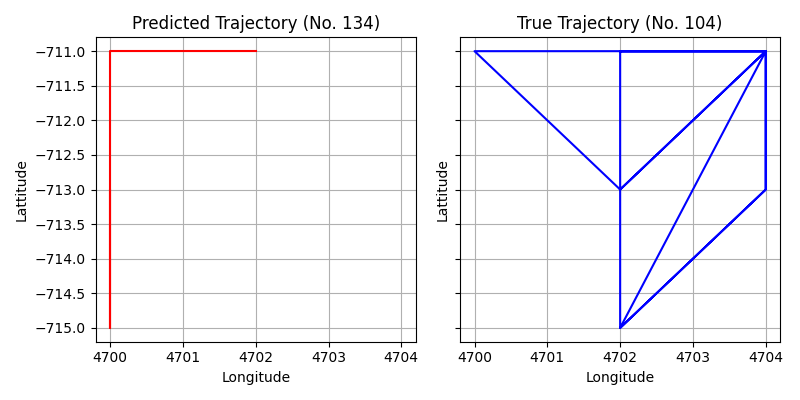 Predicted Trajectory (No. 134)
Lattitude
−711.0
−711.5
−712.0
−712.5
−713.0
−713.5
−714.0
−714.5
−715.0
4700 4701 4702 4703 4704
Longitude
True Trajectory (No. 104)
Lattitude
4700 4701 4702 4703 4704
Longitude